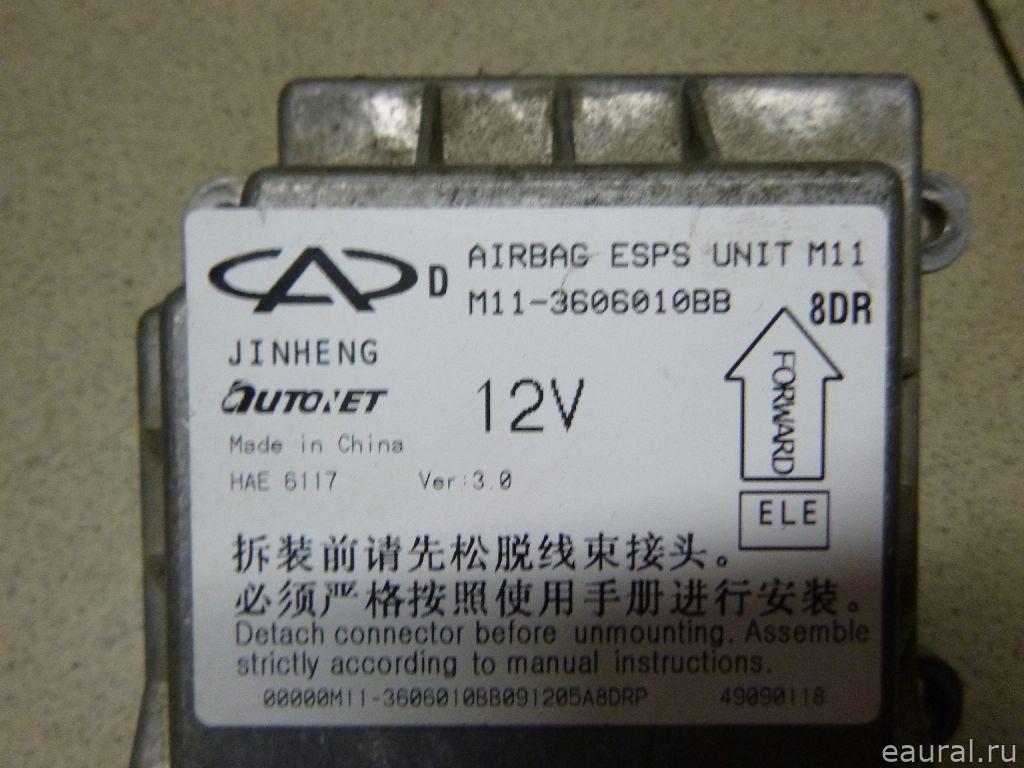 D AIRBAG ESPS UNIT M11
M11-3606010BB
8DR
JINHENG
AUTONET
12V
FORWARD
Made in China
HAE 6117 Ver:3.0
ELE
拆装前请先松脱线束接头。
必须严格按照使用手册进行安装。
Detach connector before unmounting. Assemble
strictly according to manual instructions.
00000M11-3606010BB091205A8DRP 49090118
eaural.ru